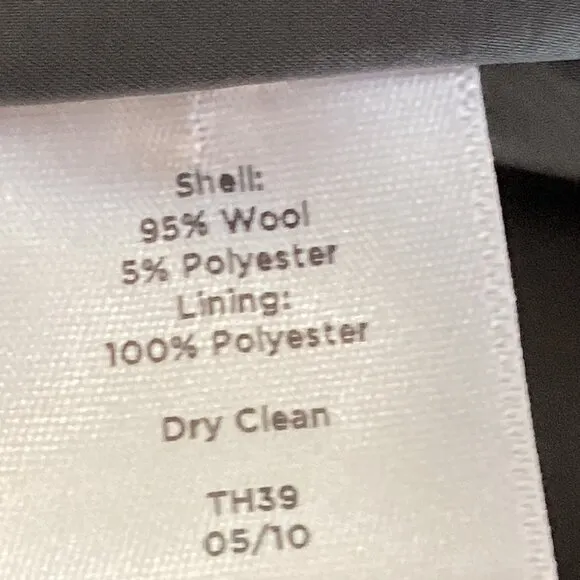 Shell:
95% Wool
5% Polyester
Lining:
100% Polyester
Dry Clean
TH39
05/10